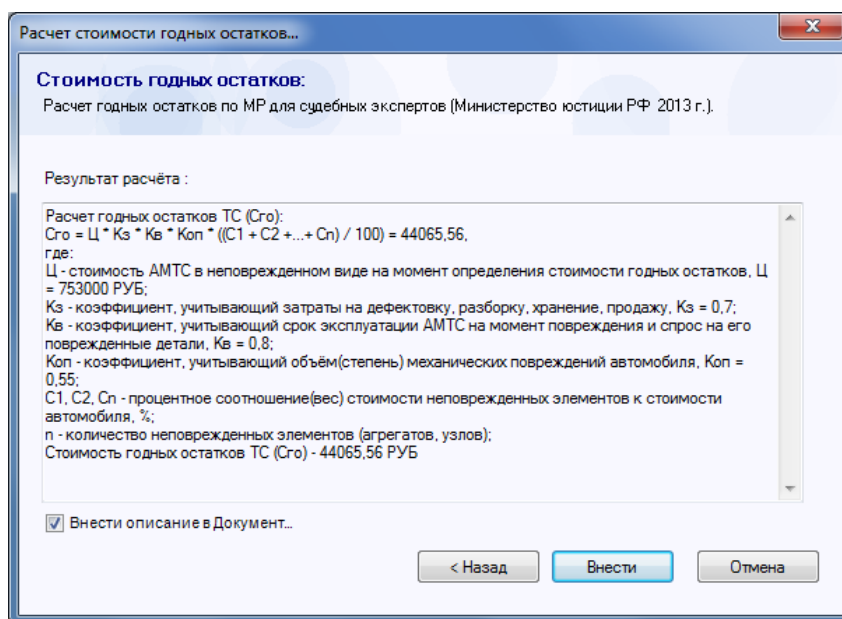 Расчет стоимости годных остатков...
Стоимость годных остатков:
Расчет годных остатков по МР для судебных экспертов (Министерство юстиции РФ 2013 г.).
Результат расчёта :
Расчет годных остатков ТС (Сго):
Сго = Ц * Кз * Кв * Коп * ((С1 + С2 +...+ Сn) / 100) = 44065,56,
где:
Ц - стоимость АМТС в неповрежденном виде на момент определения стоимости годных остатков, Ц
= 753000 РУБ;
Кз - коэффициент, учитывающий затраты на дефектовку, разборку, хранение, продажу, Кз = 0,7;
Кв - коэффициент, учитывающий срок эксплуатации АМТС на момент повреждения и спрос на его
поврежденные детали, Кв = 0,8;
Коп - коэффициент, учитывающий объём(степень) механических повреждений автомобиля, Коп =
0,55;
С1, С2, Сn - процентное соотношение(вес) стоимости неповрежденных элементов к стоимости
автомобиля, %;
n - количество неповрежденных элементов (агрегатов, узлов);
Стоимость годных остатков ТС (Сго) - 44065,56 РУБ
Внести описание в Документ...
< Назад
Внести
Отмена